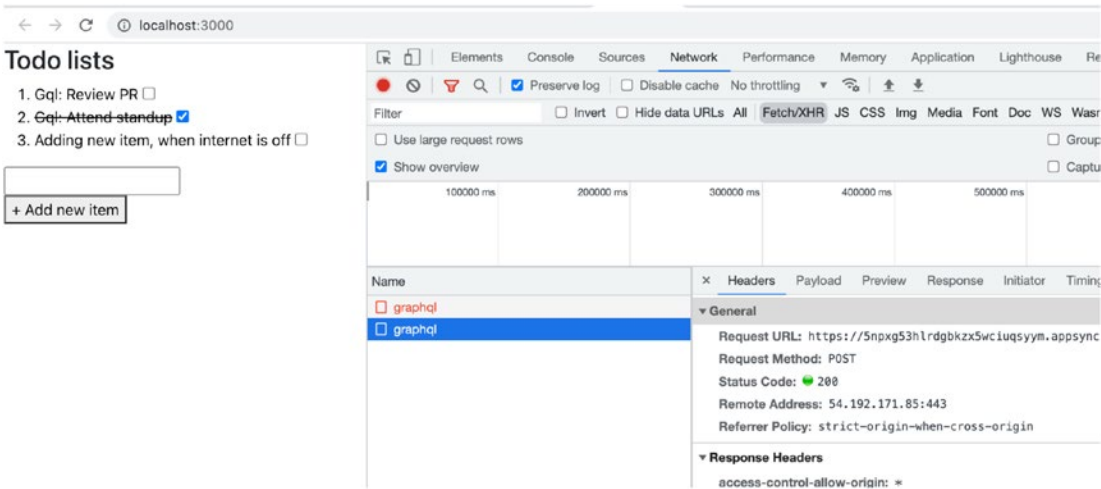 localhost:3000
Todo lists
1. Gql: Review PR
2. Gql: Attend standup
3. Adding new item, when internet is off
+ Add new item
Elements Console Sources Network Performance Memory Application Lighthouse Re
Preserve log Disable cache No throttling
Filter Invert Hide data URLs All Fetch/XHR JS CSS Img Media Font Doc WS Wasr
Use large request rows Group
Show overview Captu
100000 ms 200000 ms 300000 ms 400000 ms 500000 ms
Name
graphql
graphql
× Headers Payload Preview Response Initiator Timing
General
Request URL: https://5npxg53hlrdgbkzx5wciuqsyym.appsync
Request Method: POST
Status Code: 200
Remote Address: 54.192.171.85:443
Referrer Policy: strict-origin-when-cross-origin
Response Headers
access-control-allow-origin: *